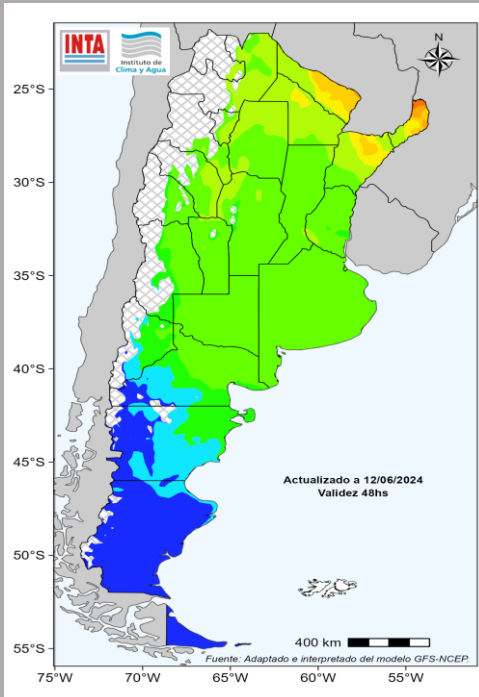 INTA
Instituto de
Clima y Agua
N
25°S
30°S
35°S
40°S
45°S
50°S
55°S
Actualizado a 12/06/2024
Validez 48hs
400 km
Fuente: Adaptado e interpretado del modelo GFS-NCEP.
75°W
70°W
65°W
60°W
55°W